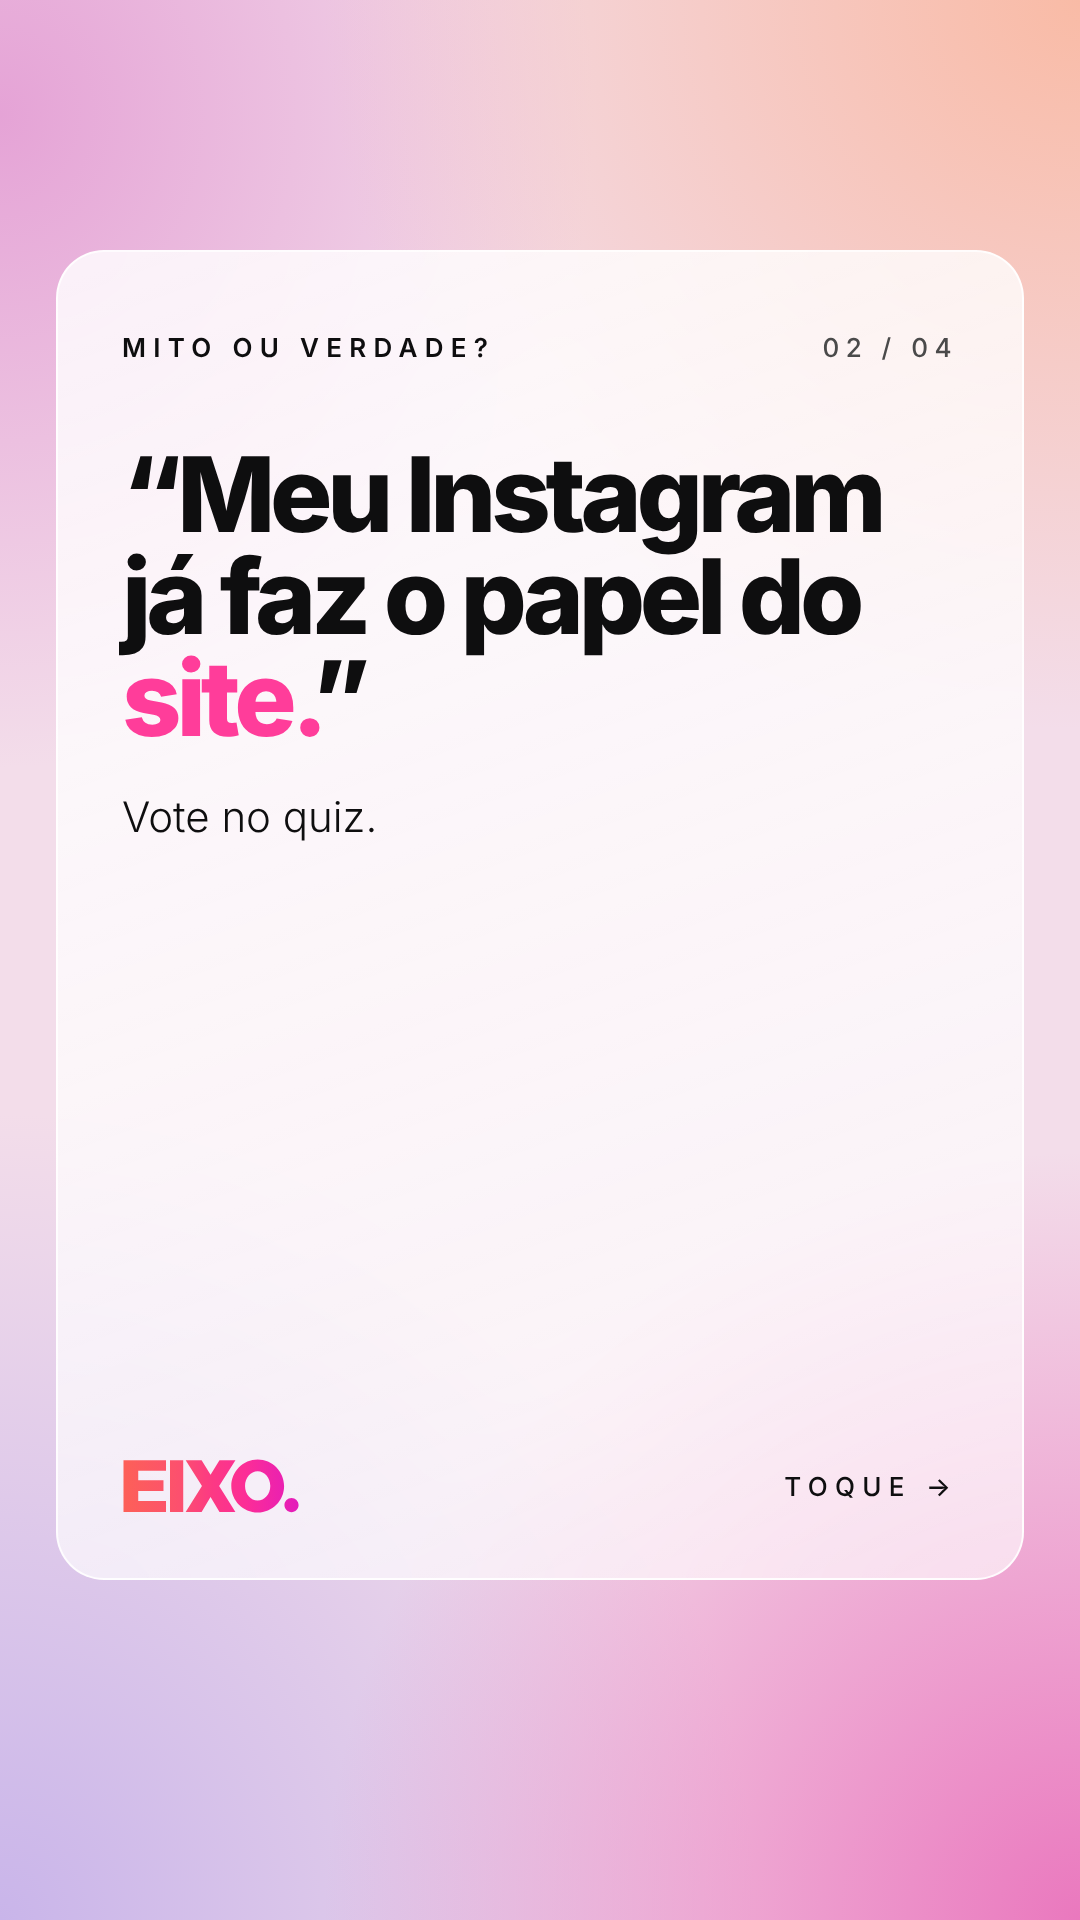 MITO OU VERDADE?
02 / 04
“Meu Instagram
já faz o papel do
site.”
Vote no quiz.
EIXO.
TOQUE →